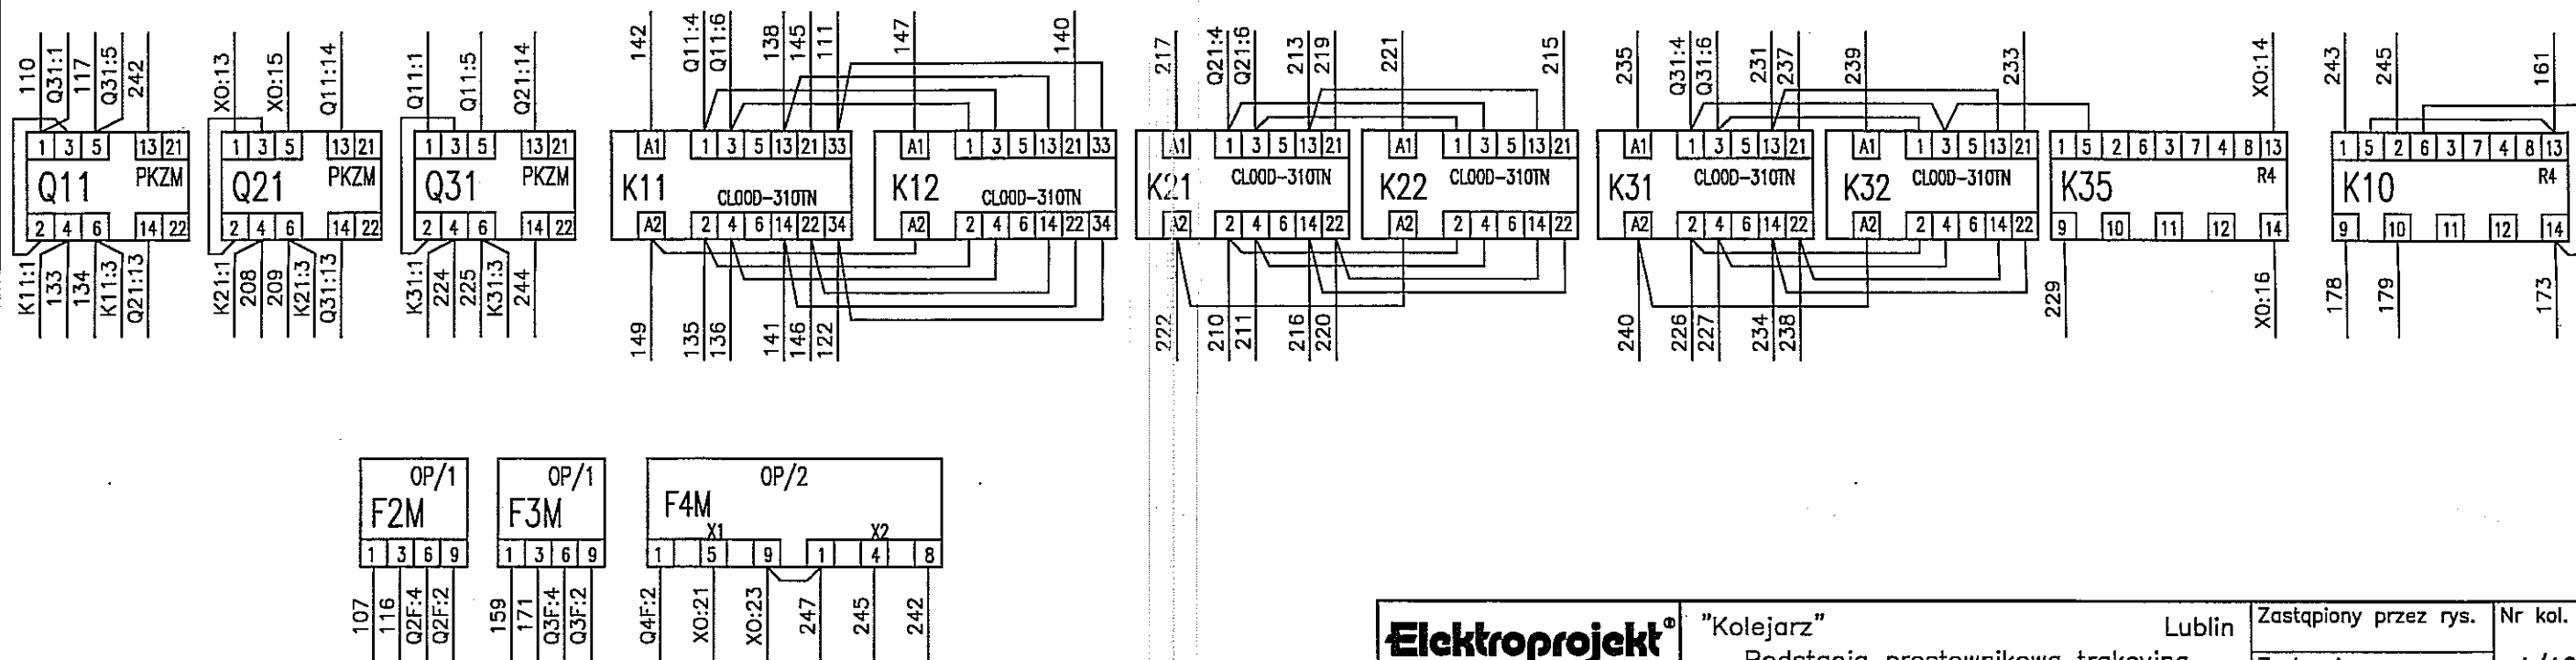 110 Q31:1 117 Q31:5 242
XO:13 XO:15 Q11:14
Q11:1 Q11:5 Q21:14
142 Q11:4 Q11:6 138 145 111 147 140
217 Q21:4 Q21:6 213 219 221 215
235 Q31:4 Q31:6 231 237 239 233 XO:14
243 245 161
1 3 5 13 21
Q11 PKZM
2 4 6 14 22
1 3 5 13 21
Q21 PKZM
2 4 6 14 22
1 3 5 13 21
Q31 PKZM
2 4 6 14 22
A1 1 3 5 13 21 33
K11 CL00D-310TN
A2 2 4 6 14 22 34
A1 1 3 5 13 21 33
K12 CL00D-310TN
A2 2 4 6 14 22 34
A1 1 3 5 13 21
K21 CL00D-310TN
A2 2 4 6 14 22
A1 1 3 5 13 21
K22 CL00D-310TN
A2 2 4 6 14 22
A1 1 3 5 13 21
K31 CL00D-310TN
A2 2 4 6 14 22
A1 1 3 5 13 21
K32 CL00D-310TN
A2 2 4 6 14 22
1 5 2 6 3 7 4 8 13
K35 R4
9 10 11 12 14
1 5 2 6 3 7 4 8 13
K10 R4
9 10 11 12 14
K11:1 133 134 K11:3 Q21:13
K21:1 208 209 K21:3 Q31:13
K31:1 224 225 K31:3 244
149 135 136 141 146 122
222 210 211 216 220
240 226 227 234 238
229 XO:16
178 179 173
OP/1
F2M
1 3 6 9
107 116 Q2F:4 Q2F:2
OP/1
F3M
1 3 6 9
159 171 Q3F:4 Q3F:2
OP/2
F4M
X1 X2
1 5 9 1 4 8
Q4F:2 XO:21 XO:23 247 245 242
Elektroprojekt®
"Kolejarz" Lublin
Podstacja prostownikowa trakcyjna
Zastąpiony przez rys.
Nr kol.